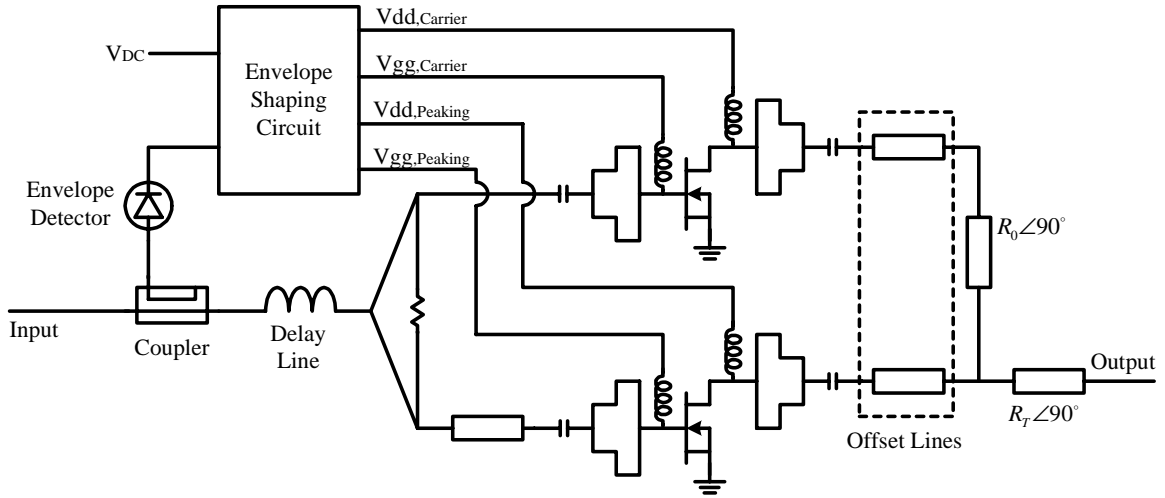 Vdd,Carrier
VDC
Vgg,Carrier
Envelope
Shaping
Circuit
Vdd,Peaking
Vgg,Peaking
Envelope
Detector
R0∠90°
Input
Coupler
Delay
Line
Output
RT∠90°
Offset Lines